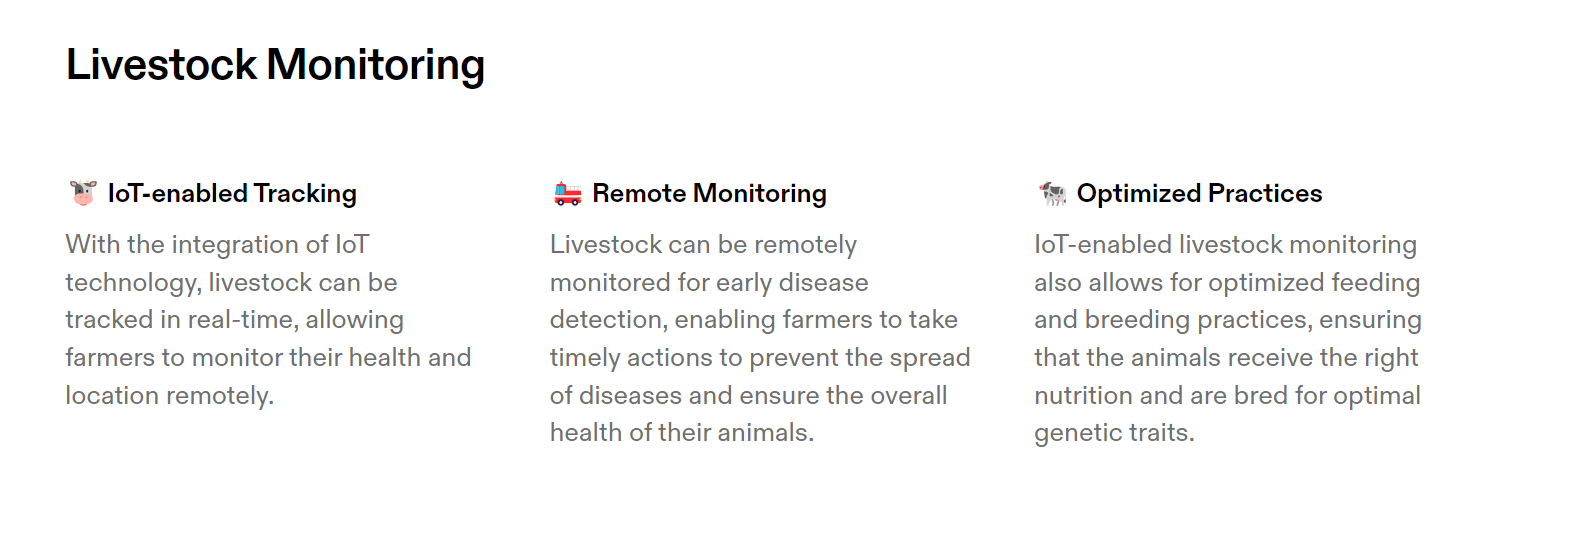 Livestock Monitoring
IoT-enabled Tracking
With the integration of IoT
technology, livestock can be
tracked in real-time, allowing
farmers to monitor their health and
location remotely.
Remote Monitoring
Livestock can be remotely
monitored for early disease
detection, enabling farmers to take
timely actions to prevent the spread
of diseases and ensure the overall
health of their animals.
Optimized Practices
IoT-enabled livestock monitoring
also allows for optimized feeding
and breeding practices, ensuring
that the animals receive the right
nutrition and are bred for optimal
genetic traits.